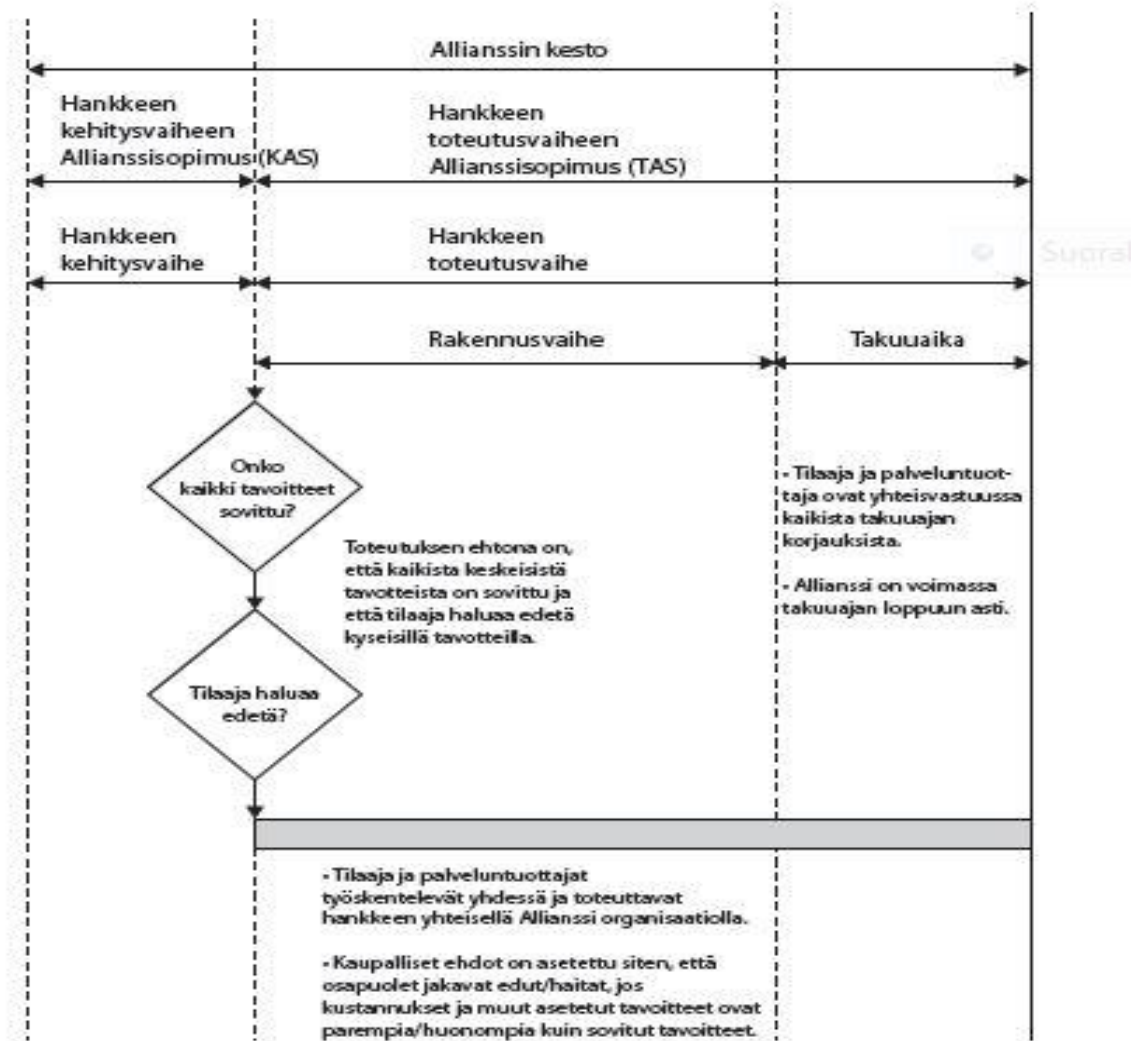 Allianssin kesto
Hankkeen
kehitysvaiheen
Allianssisopimus (KAS)
Hankkeen
toteutusvaiheen
Allianssisopimus (TAS)
Hankkeen
kehitysvaihe
Hankkeen
toteutusvaihe
Rakennusvaihe
Takuuaika
Onko
kaikki tavoitteet
sovittu?
Toteutuksen ehtona on,
että kaikista keskeisistä
tavotteista on sovittu ja
että tilaaja haluaa edetä
kyseisillä tavotteilla.
- Tilaaja ja palveluntuot-
taja ovat yhteisvastuussa
kaikista takuuajan
korjauksista.
- Allianssi on voimassa
takuuajan loppuun asti.
Tilaaja haluaa
edetä?
- Tilaaja ja palveluntuottajat
työskentelevät yhdessä ja toteuttavat
hankkeen yhteisellä Allianssi organisaatiolla.
- Kaupalliset ehdot on asetettu siten, että
osapuolet jakavat edut/haitat, jos
kustannukset ja muut asetetut tavoitteet ovat
parempia/huonompia kuin sovitut tavoitteet.